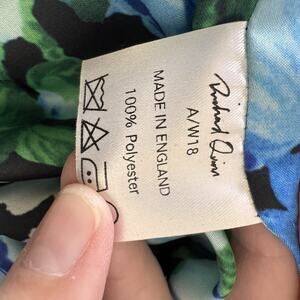 Richard Quinn
A/W18
MADE IN ENGLAND
100% Polyester